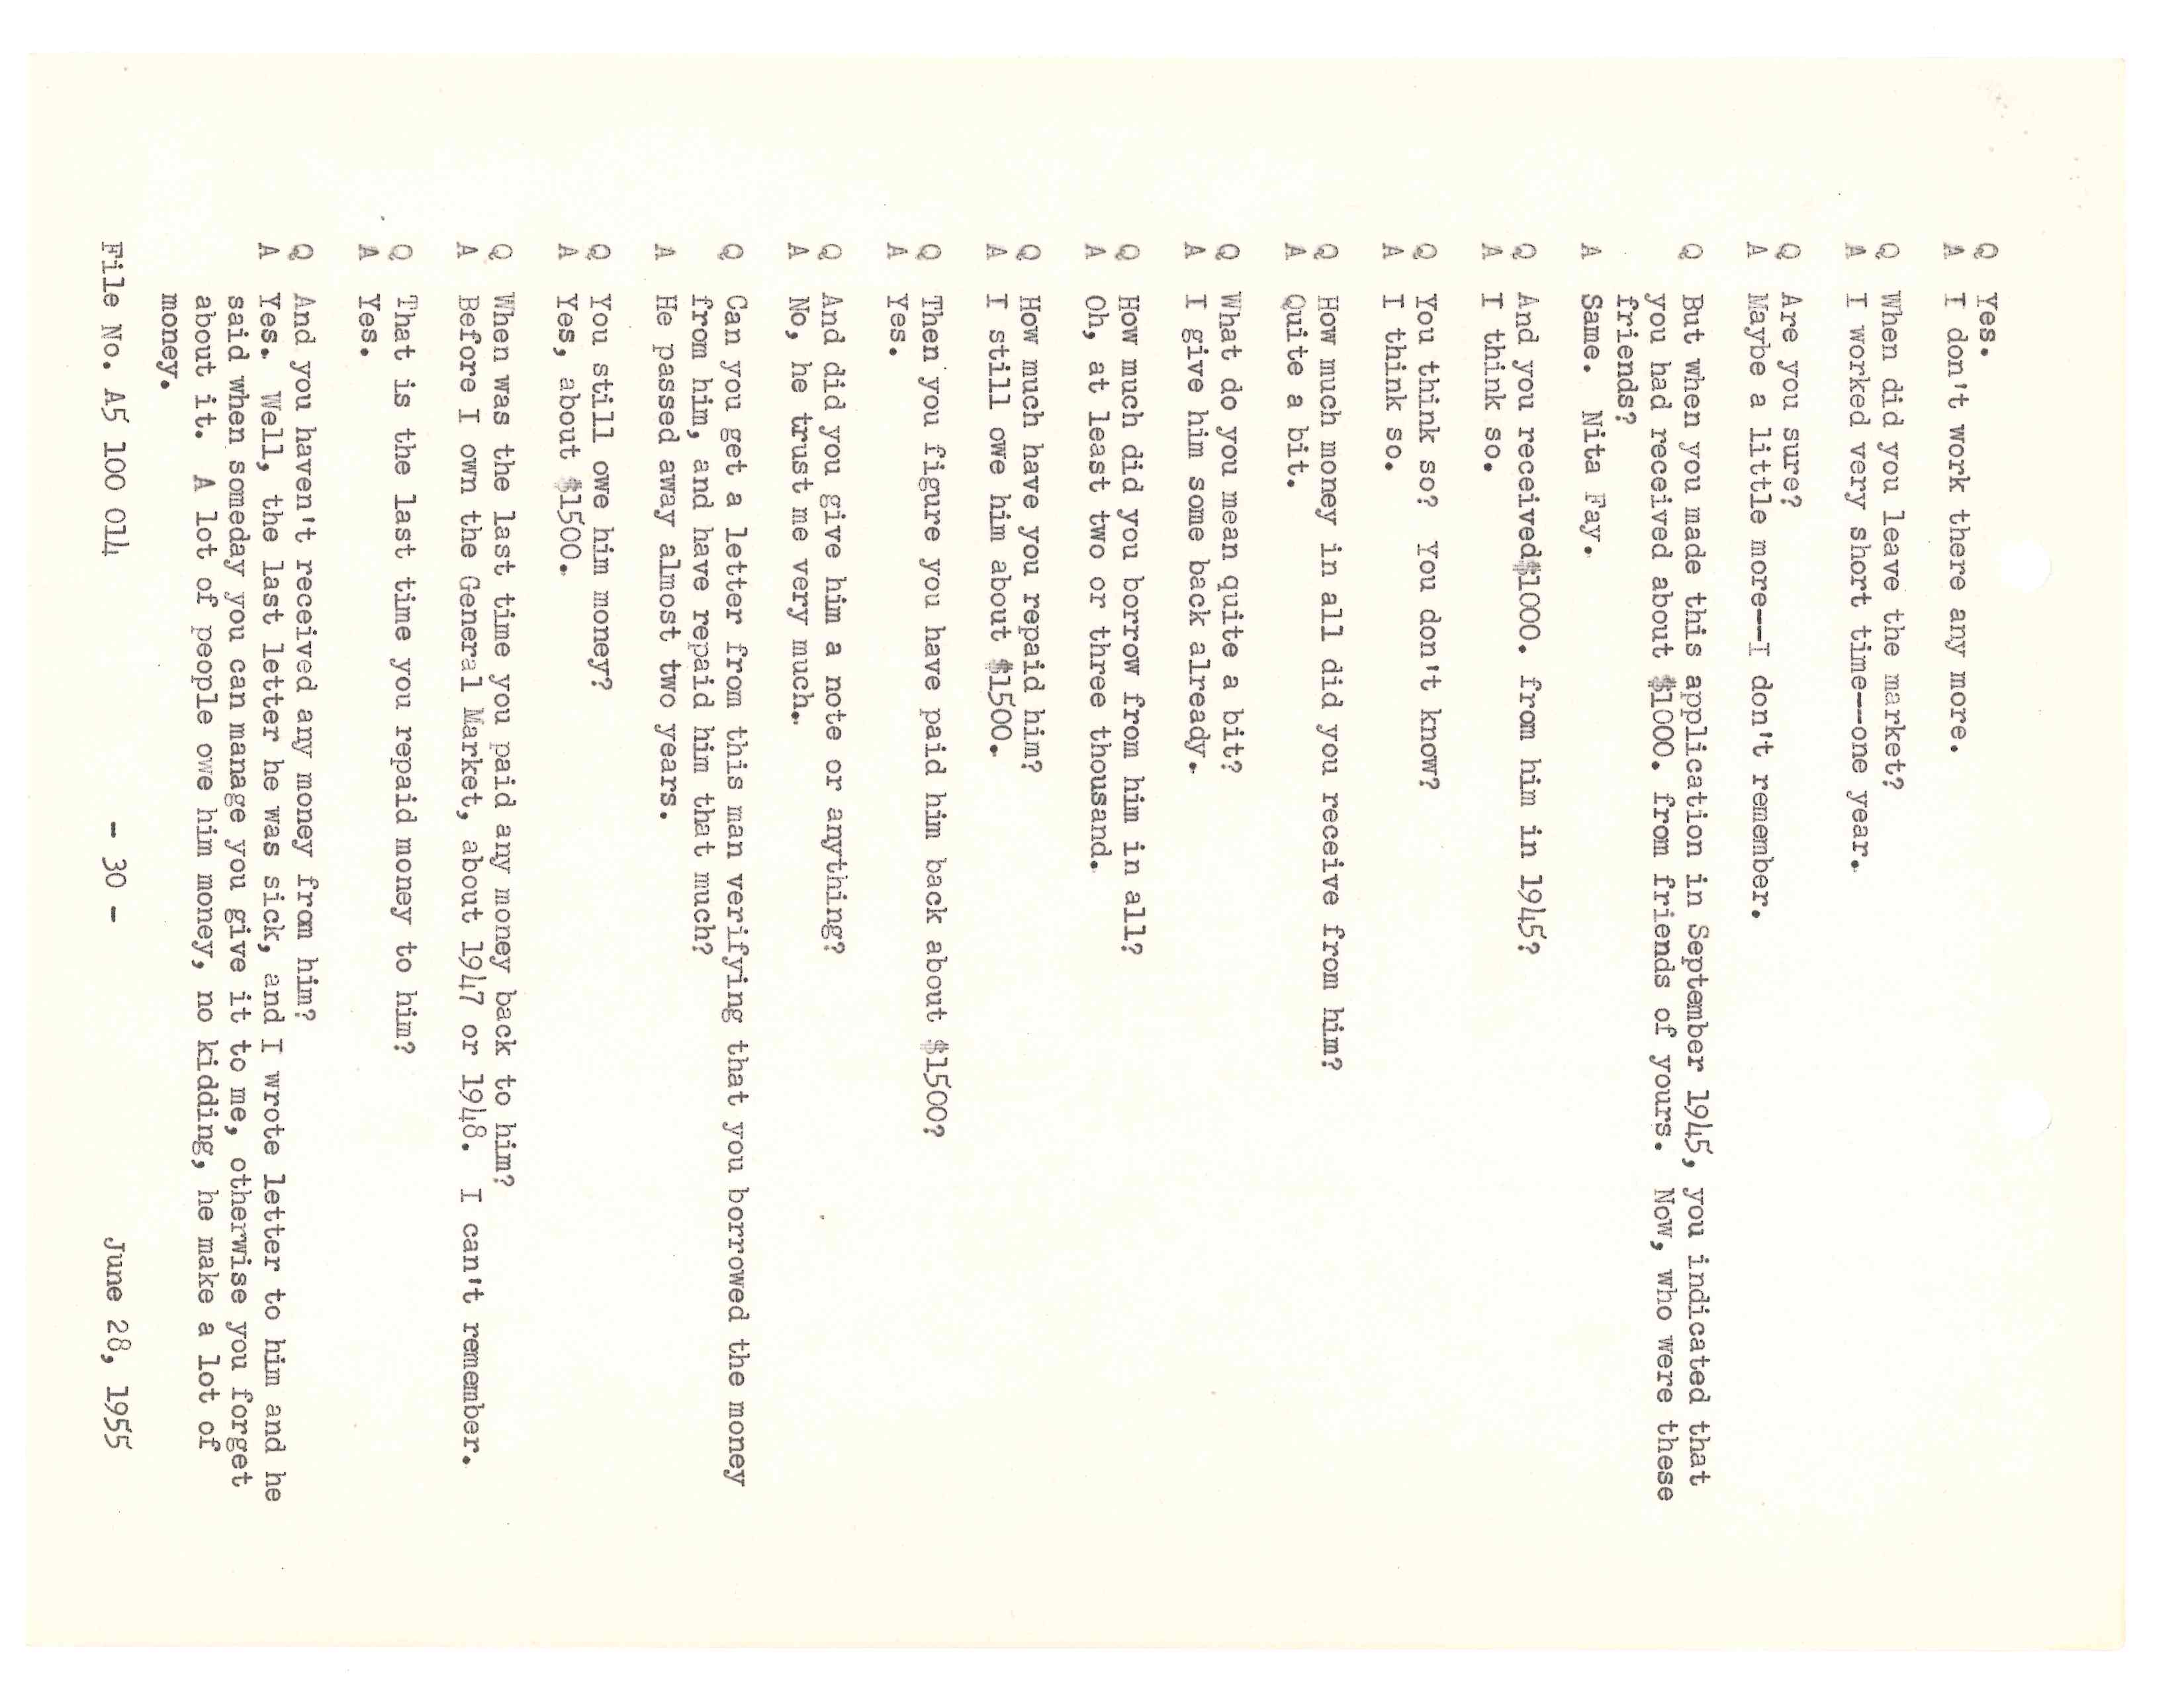 Q Yes.
A I don't work there any more.
Q When did you leave the market?
A I worked very short time--one year.
Q Are you sure?
A Maybe a little more--I don't remember.
Q But when you made this application in September 1945, you indicated that
you had received about $1000. from friends of yours. Now, who were these
friends?
A Same. Nita Fay.
Q And you received$1000. from him in 1945?
A I think so.
Q You think so? You don't know?
A I think so.
Q How much money in all did you receive from him?
A Quite a bit.
Q What do you mean quite a bit?
A I give him some back already.
Q How much did you borrow from him in all?
A Oh, at least two or three thousand.
Q How much have you repaid him?
A I still owe him about $1500.
Q Then you figure you have paid him back about $1500?
A Yes.
Q And did you give him a note or anything?
A No, he trust me very much.
Q Can you get a letter from this man verifying that you borrowed the money
from him, and have repaid him that much?
A He passed away almost two years.
Q You still owe him money?
A Yes, about $1500.
Q When was the last time you paid any money back to him?
A Before I own the General Market, about 1947 or 1948. I can't remember.
Q That is the last time you repaid money to him?
A Yes.
Q And you haven't received any money from him?
A Yes. Well, the last letter he was sick, and I wrote letter to him and he
said when someday you can manage you give it to me, otherwise you forget
about it. A lot of people owe him money, no kidding, he make a lot of
money.
File No. A5 100 014 - 30 - June 28, 1955